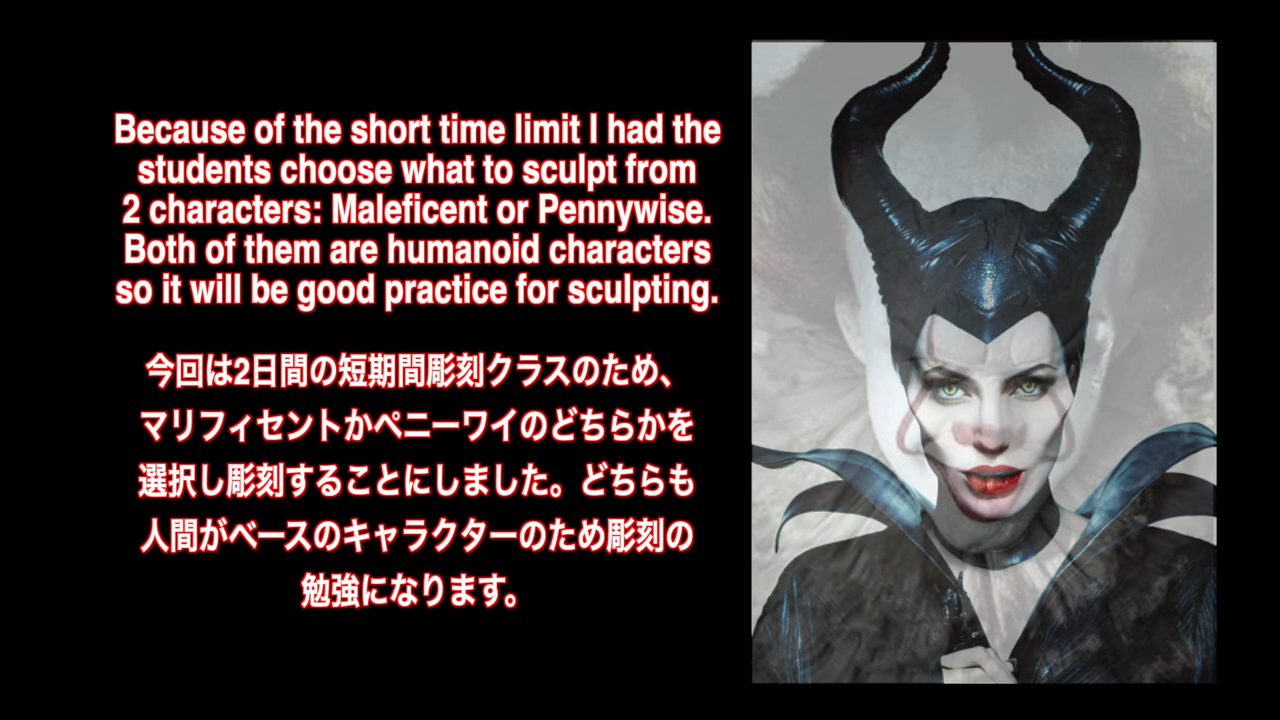 Because of the short time limit I had the
students choose what to sculpt from
2 characters: Maleficent or Pennywise.
Both of them are humanoid characters
so it will be good practice for sculpting.
今回は2日間の短期間彫刻クラスのため、
マリフィセントかペニーワイのどちらかを
選択し彫刻することにしました。どちらも
人間がベースのキャラクターのため彫刻の
勉強になります。